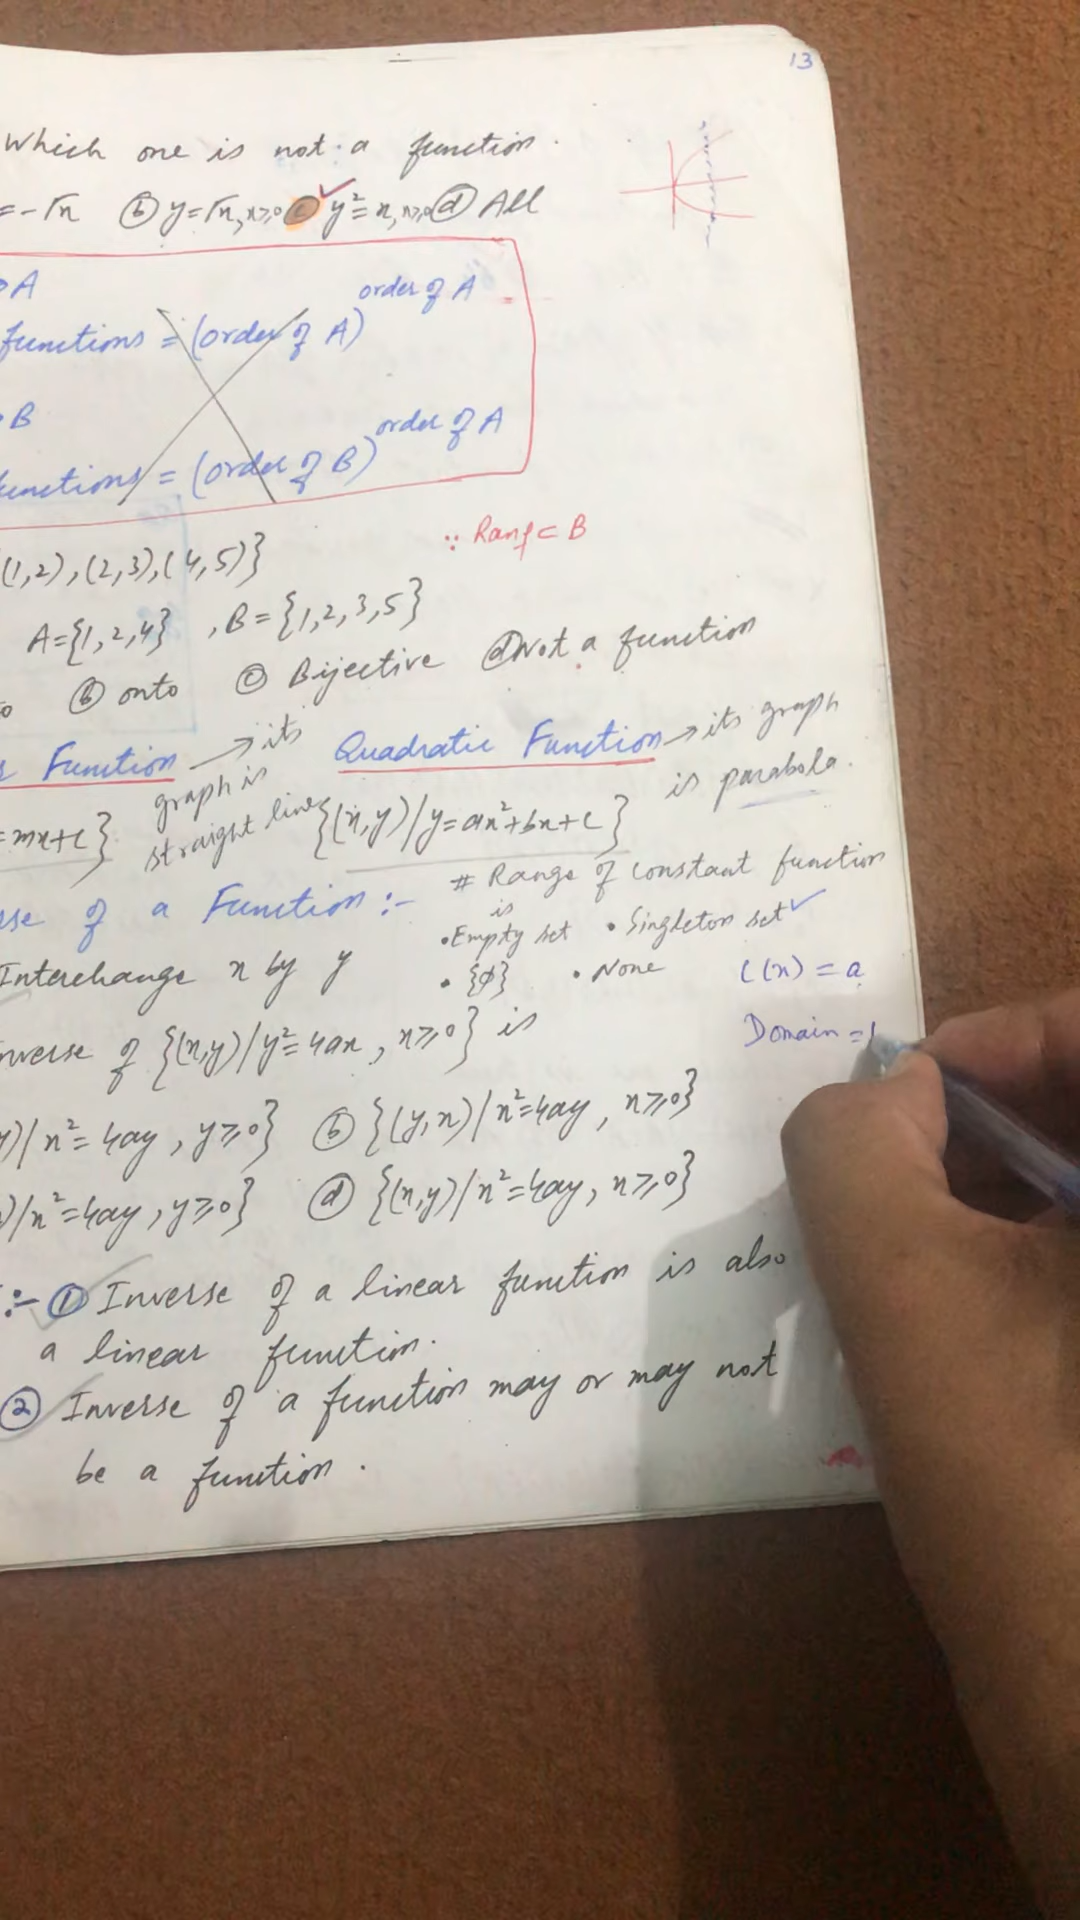 13
Which one is not a function.
= -√x ⓑ y=√x, x≥0 ⓒ y²=x, x≥0 ⓓ All
A
order of A
functions = (order of A)
B
order of A
functions = (order of B)
∵ Ranf ⊂ B
(1,2),(2,3),(4,5)}
A={1,2,4} , B={1,2,3,5}
ⓑ onto ⓒ Bijective ⓓ Not a function
Function → its graph is straight line
Quadratic Function → its graph is parabola.
= mx+c} {(x,y)/y=ax²+bx+c}
# Range of constant function is
of a Function :-
• Empty set • Singleton set ✓
Interchange x by y
• {φ} • None
C(x) = a
Domain =
of {(x,y)/y²=4ax, x≥0} is
)/x²=4ay, y≥0} ⓑ {(y,x)/x²=4ay, x≥0}
)/x²=4ay, y≥0} ⓓ {(x,y)/x²=4ay, x≥0}
:- ① Inverse of a linear function is also
a linear function.
② Inverse of a function may or may not
be a function.